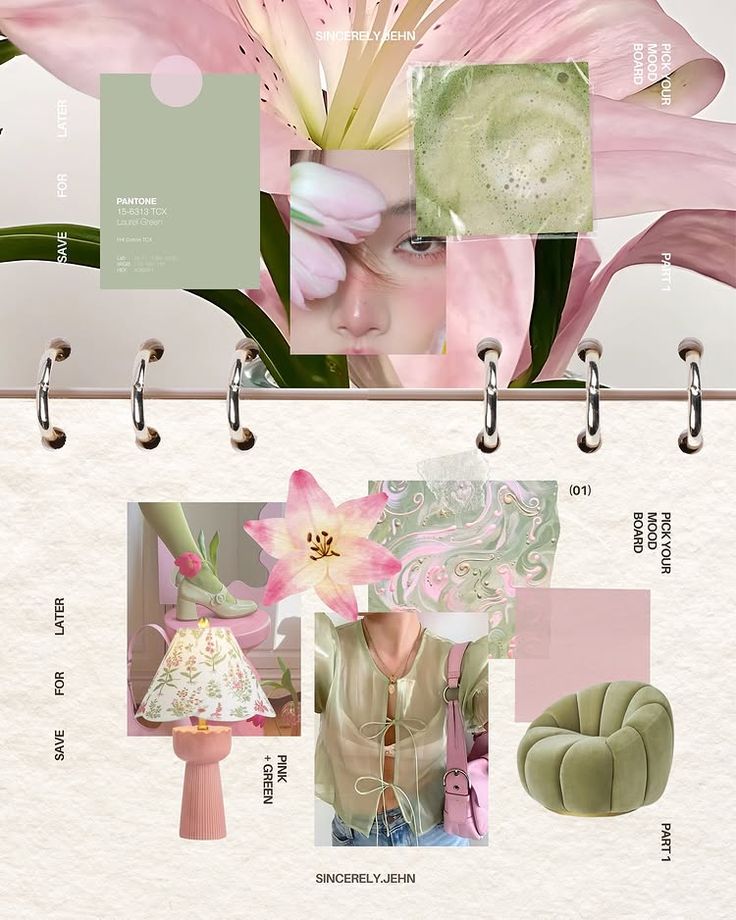 SINCERELY.JEHN
PICK YOUR
MOOD
BOARD
SAVE FOR LATER
PANTONE
15-6313 TCX
Laurel Green
PART 1
(01)
PICK YOUR
MOOD
BOARD
SAVE FOR LATER
PINK
+ GREEN
PART 1
SINCERELY.JEHN